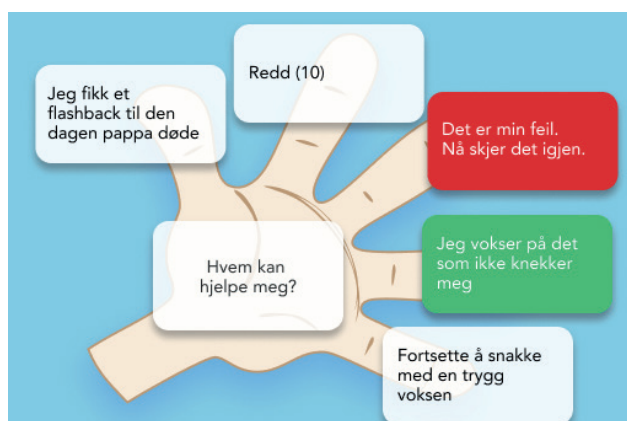 Jeg fikk et
flashback til den
dagen pappa døde
Redd (10)
Det er min feil.
Nå skjer det igjen.
Jeg vokser på det
som ikke knekker
meg
Hvem kan
hjelpe meg?
Fortsette å snakke
med en trygg
voksen